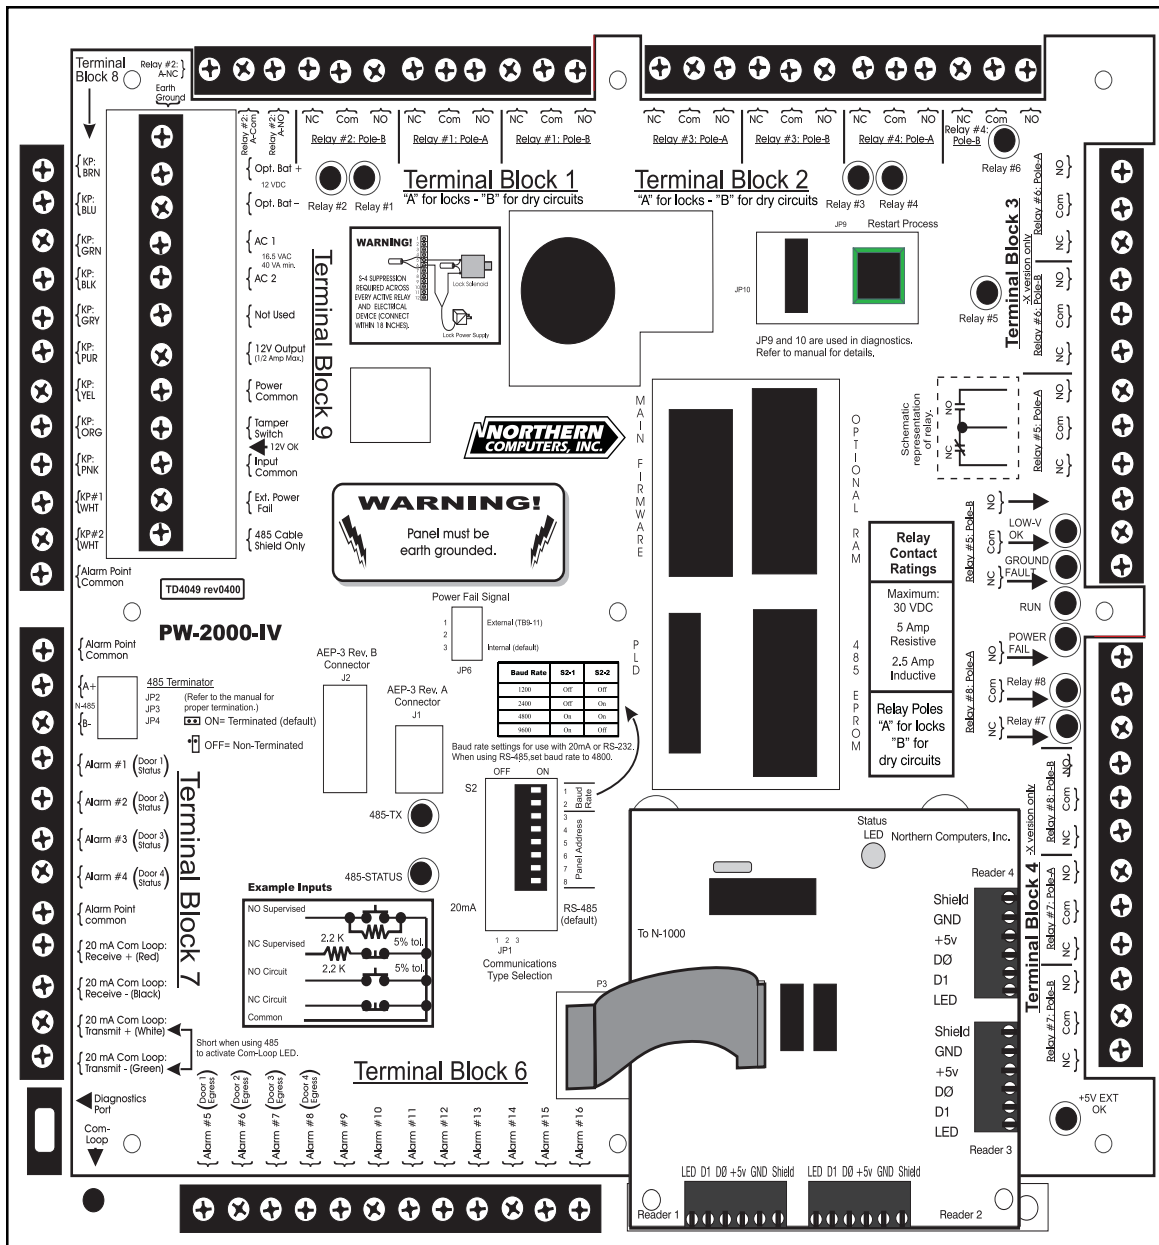 Terminal
Block 8
Relay #2:
A-NC
Earth
Ground
Relay #2:
A-Com
Relay #2:
A-NO
NC Com NO
Relay #2: Pole-B
NC Com NO
Relay #1: Pole-A
NC Com NO
Relay #1: Pole-B
NC Com NO
Relay #3: Pole-A
NC Com NO
Relay #3: Pole-B
NC Com NO
Relay #4: Pole-A
NC Com NO
Relay #4:
Pole-B
Relay #6
Relay #2 Relay #1
Terminal Block 1
"A" for locks - "B" for dry circuits
Terminal Block 2
"A" for locks - "B" for dry circuits
Relay #3 Relay #4
KP:
BRN
KP:
BLU
KP:
GRN
KP:
BLK
KP:
GRY
KP:
PUR
KP:
YEL
KP:
ORG
KP:
PNK
KP#1
WHT
KP#2
WHT
Alarm Point
Common
Opt. Bat +
12 VDC
Opt. Bat -
AC 1
16.5 VAC
40 VA min.
AC 2
Not Used
12V Output
(1/2 Amp Max.)
Power
Common
Tamper
Switch
12V OK
Input
Common
Ext. Power
Fail
485 Cable
Shield Only
Terminal Block 9
WARNING!
S-4 SUPPRESSION
REQUIRED ACROSS
EVERY ACTIVE RELAY
AND ELECTRICAL
DEVICE (CONNECT
WITHIN 18 INCHES).
Lock Solenoid
Lock Power Supply
JP9 Restart Process
JP10
JP9 and 10 are used in diagnostics.
Refer to manual for details.
Relay #5
Terminal Block 3
-X version only
NO
Com
NC
Relay #6: Pole-A
NO
Com
NC
Relay #6: Pole-B
NO
Com
NC
Relay #5: Pole-A
NO
Com
NC
Relay #5: Pole-B
Schematic
representation
of relay.
NO
NC
NORTHERN
COMPUTERS, INC.
MAIN FIRMWARE
OPTIONAL RAM
PLD
485 EPROM
WARNING!
Panel must be
earth grounded.
Relay
Contact
Ratings
Maximum:
30 VDC
5 Amp
Resistive
2.5 Amp
Inductive
Relay Poles
"A" for locks
"B" for
dry circuits
LOW-V
OK
GROUND
FAULT
RUN
POWER
FAIL
Relay #8
Relay #7
NO
Com
NC
Relay #8: Pole-A
NO
Com
NC
Relay #8: Pole-B
NO
Com
NC
Relay #7: Pole-A
NO
Com
NC
Relay #7: Pole-B
Terminal Block 4
-X version only
+5V EXT
OK
TD4049 rev0400
PW-2000-IV
Power Fail Signal
1 External (TB9-11)
2
3 Internal (default)
JP6
AEP-3 Rev, B
Connector
J2
AEP-3 Rev. A
Connector
J1
Baud Rate S2-1 S2-2
1200 Off Off
2400 Off On
4800 On On
9600 On Off
Baud rate settings for use with 20mA or RS-232.
When using RS-485,set baud rate to 4800.
OFF ON
S2
1
2
3
4
5
6
7
8
Baud
Rate
Panel Address
20mA
RS-485
(default)
1 2 3
JP1
Communications
Type Selection
485-TX
485-STATUS
Alarm Point
Common
A+
N-485
B-
485 Terminator
JP2
JP3
JP4
(Refer to the manual for
proper termination.)
ON= Terminated (default)
OFF= Non-Terminated
Alarm #1 (Door 1 Status)
Alarm #2 (Door 2 Status)
Alarm #3 (Door 3 Status)
Alarm #4 (Door 4 Status)
Alarm Point
common
20 mA Com Loop:
Receive + (Red)
20 mA Com Loop:
Receive - (Black)
20 mA Com Loop:
Transmit + (White)
20 mA Com Loop:
Transmit - (Green)
Short when using 485
to activate Com-Loop LED.
Terminal Block 7
Diagnostics
Port
Com-
Loop
Example Inputs
NO Supervised
NC Supervised
2.2 K
5% tol.
NO Circuit
2.2 K
5% tol.
NC Circuit
Common
Terminal Block 6
Alarm #5 (Door 1 Egress)
Alarm #6 (Door 2 Egress)
Alarm #7 (Door 3 Egress)
Alarm #8 (Door 4 Egress)
Alarm #9
Alarm #10
Alarm #11
Alarm #12
Alarm #13
Alarm #14
Alarm #15
Alarm #16
Status
LED
Northern Computers, Inc.
To N-1000
P3
Reader 4
Shield
GND
+5v
DØ
D1
LED
Shield
GND
+5v
DØ
D1
LED
Reader 3
LED D1 DØ +5v GND Shield
LED D1 DØ +5v GND Shield
Reader 1
Reader 2